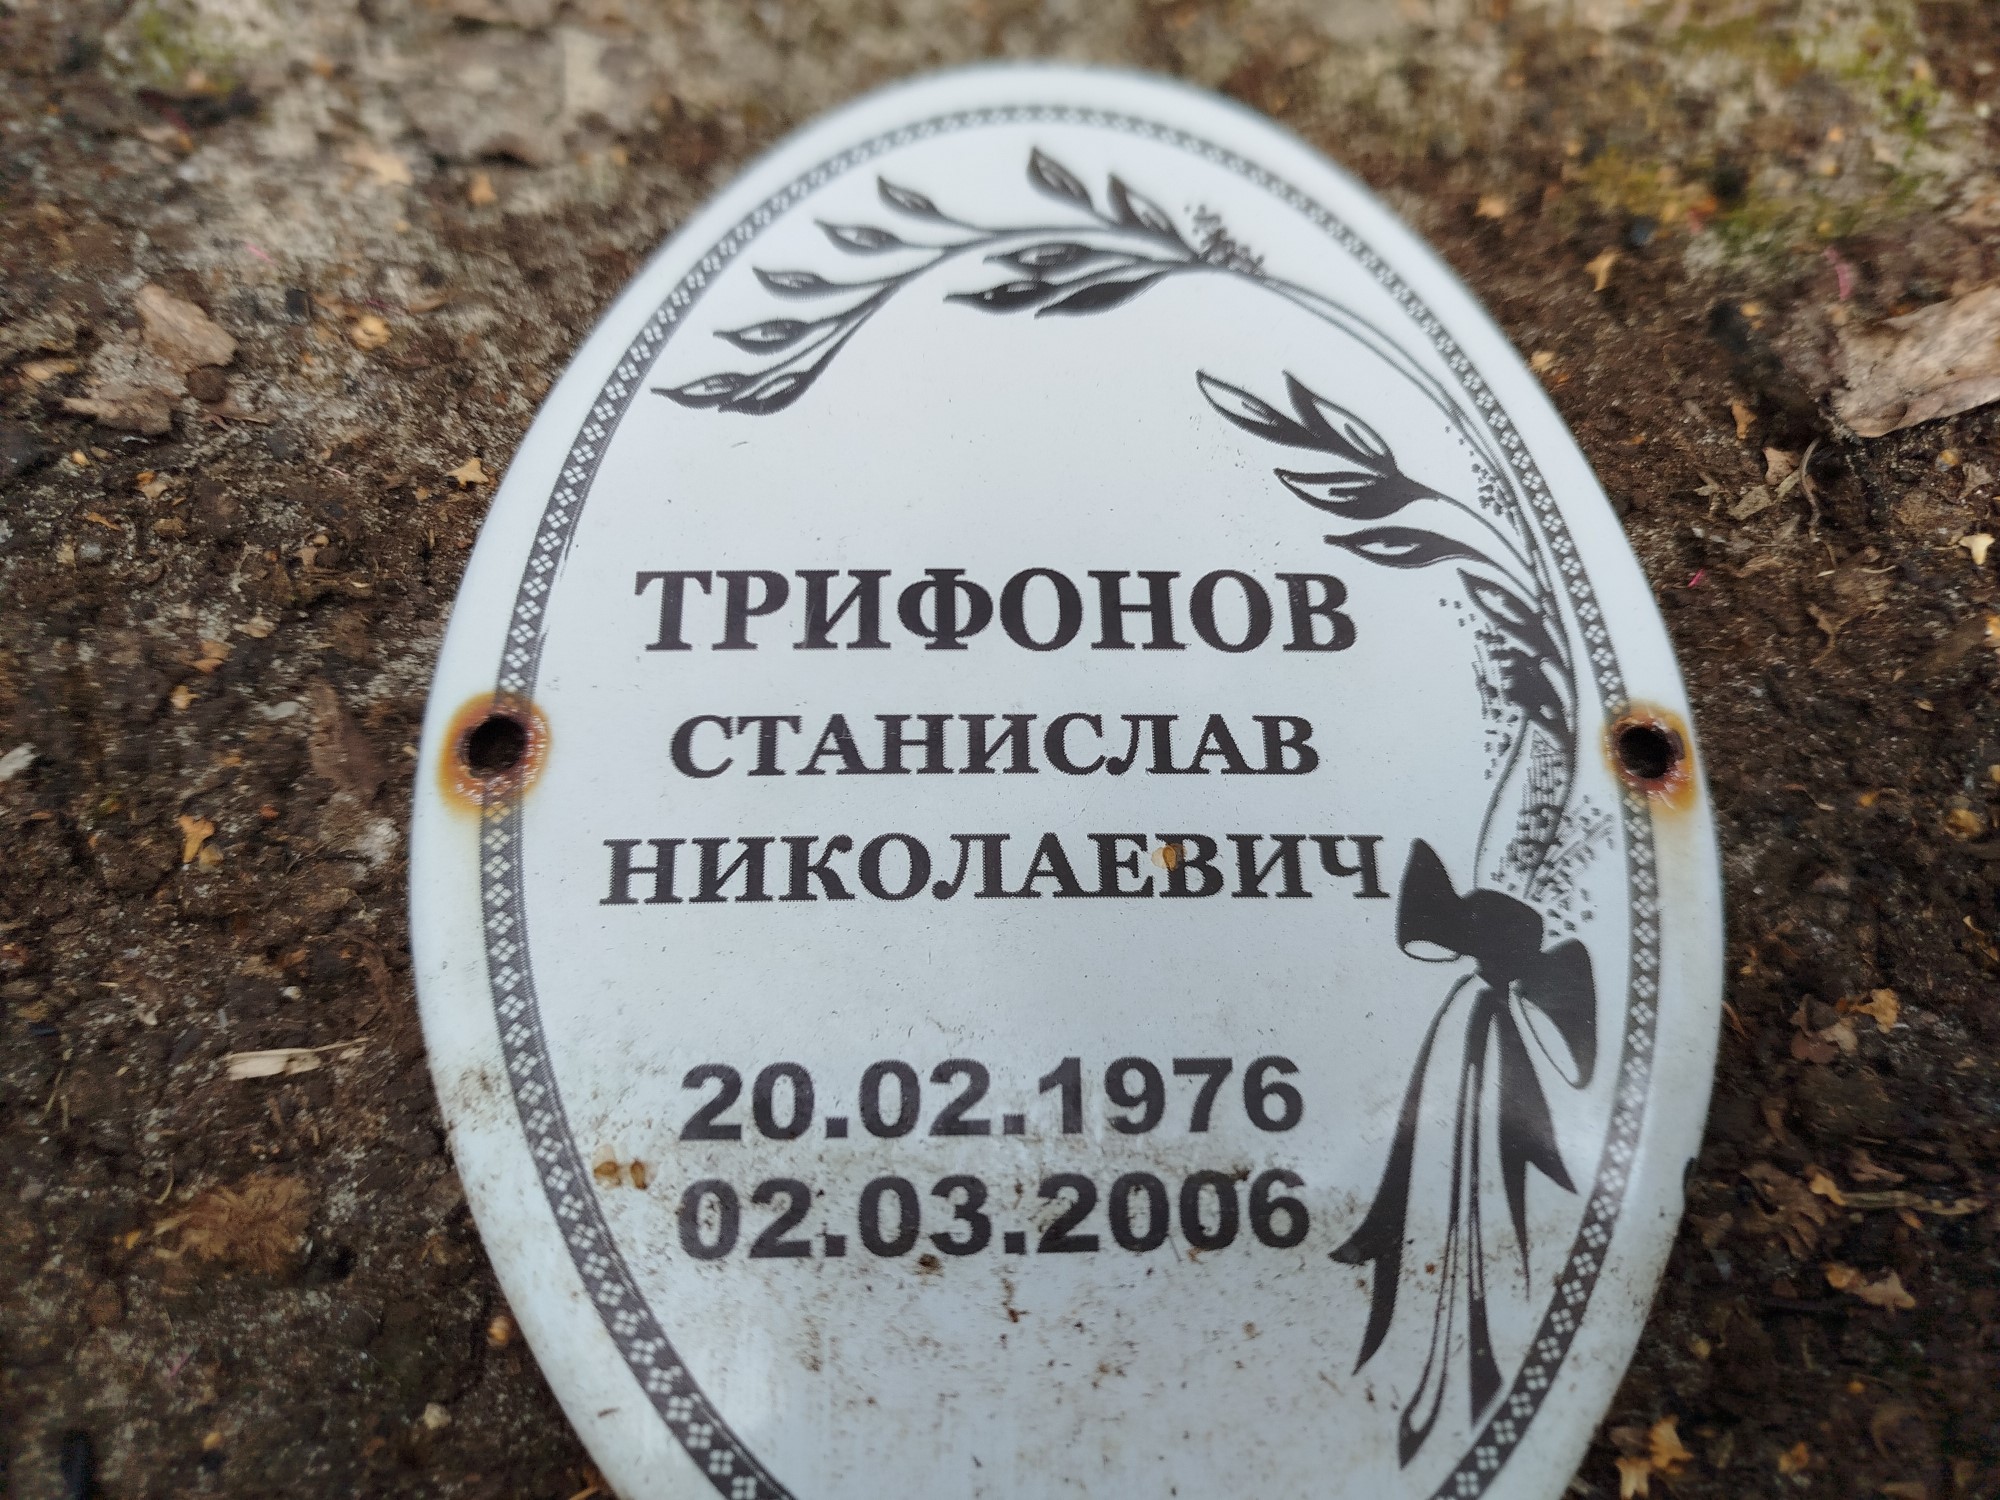 ТРИФОНОВ
СТАНИСЛАВ
НИКОЛАЕВИЧ
20.02.1976
02.03.2006